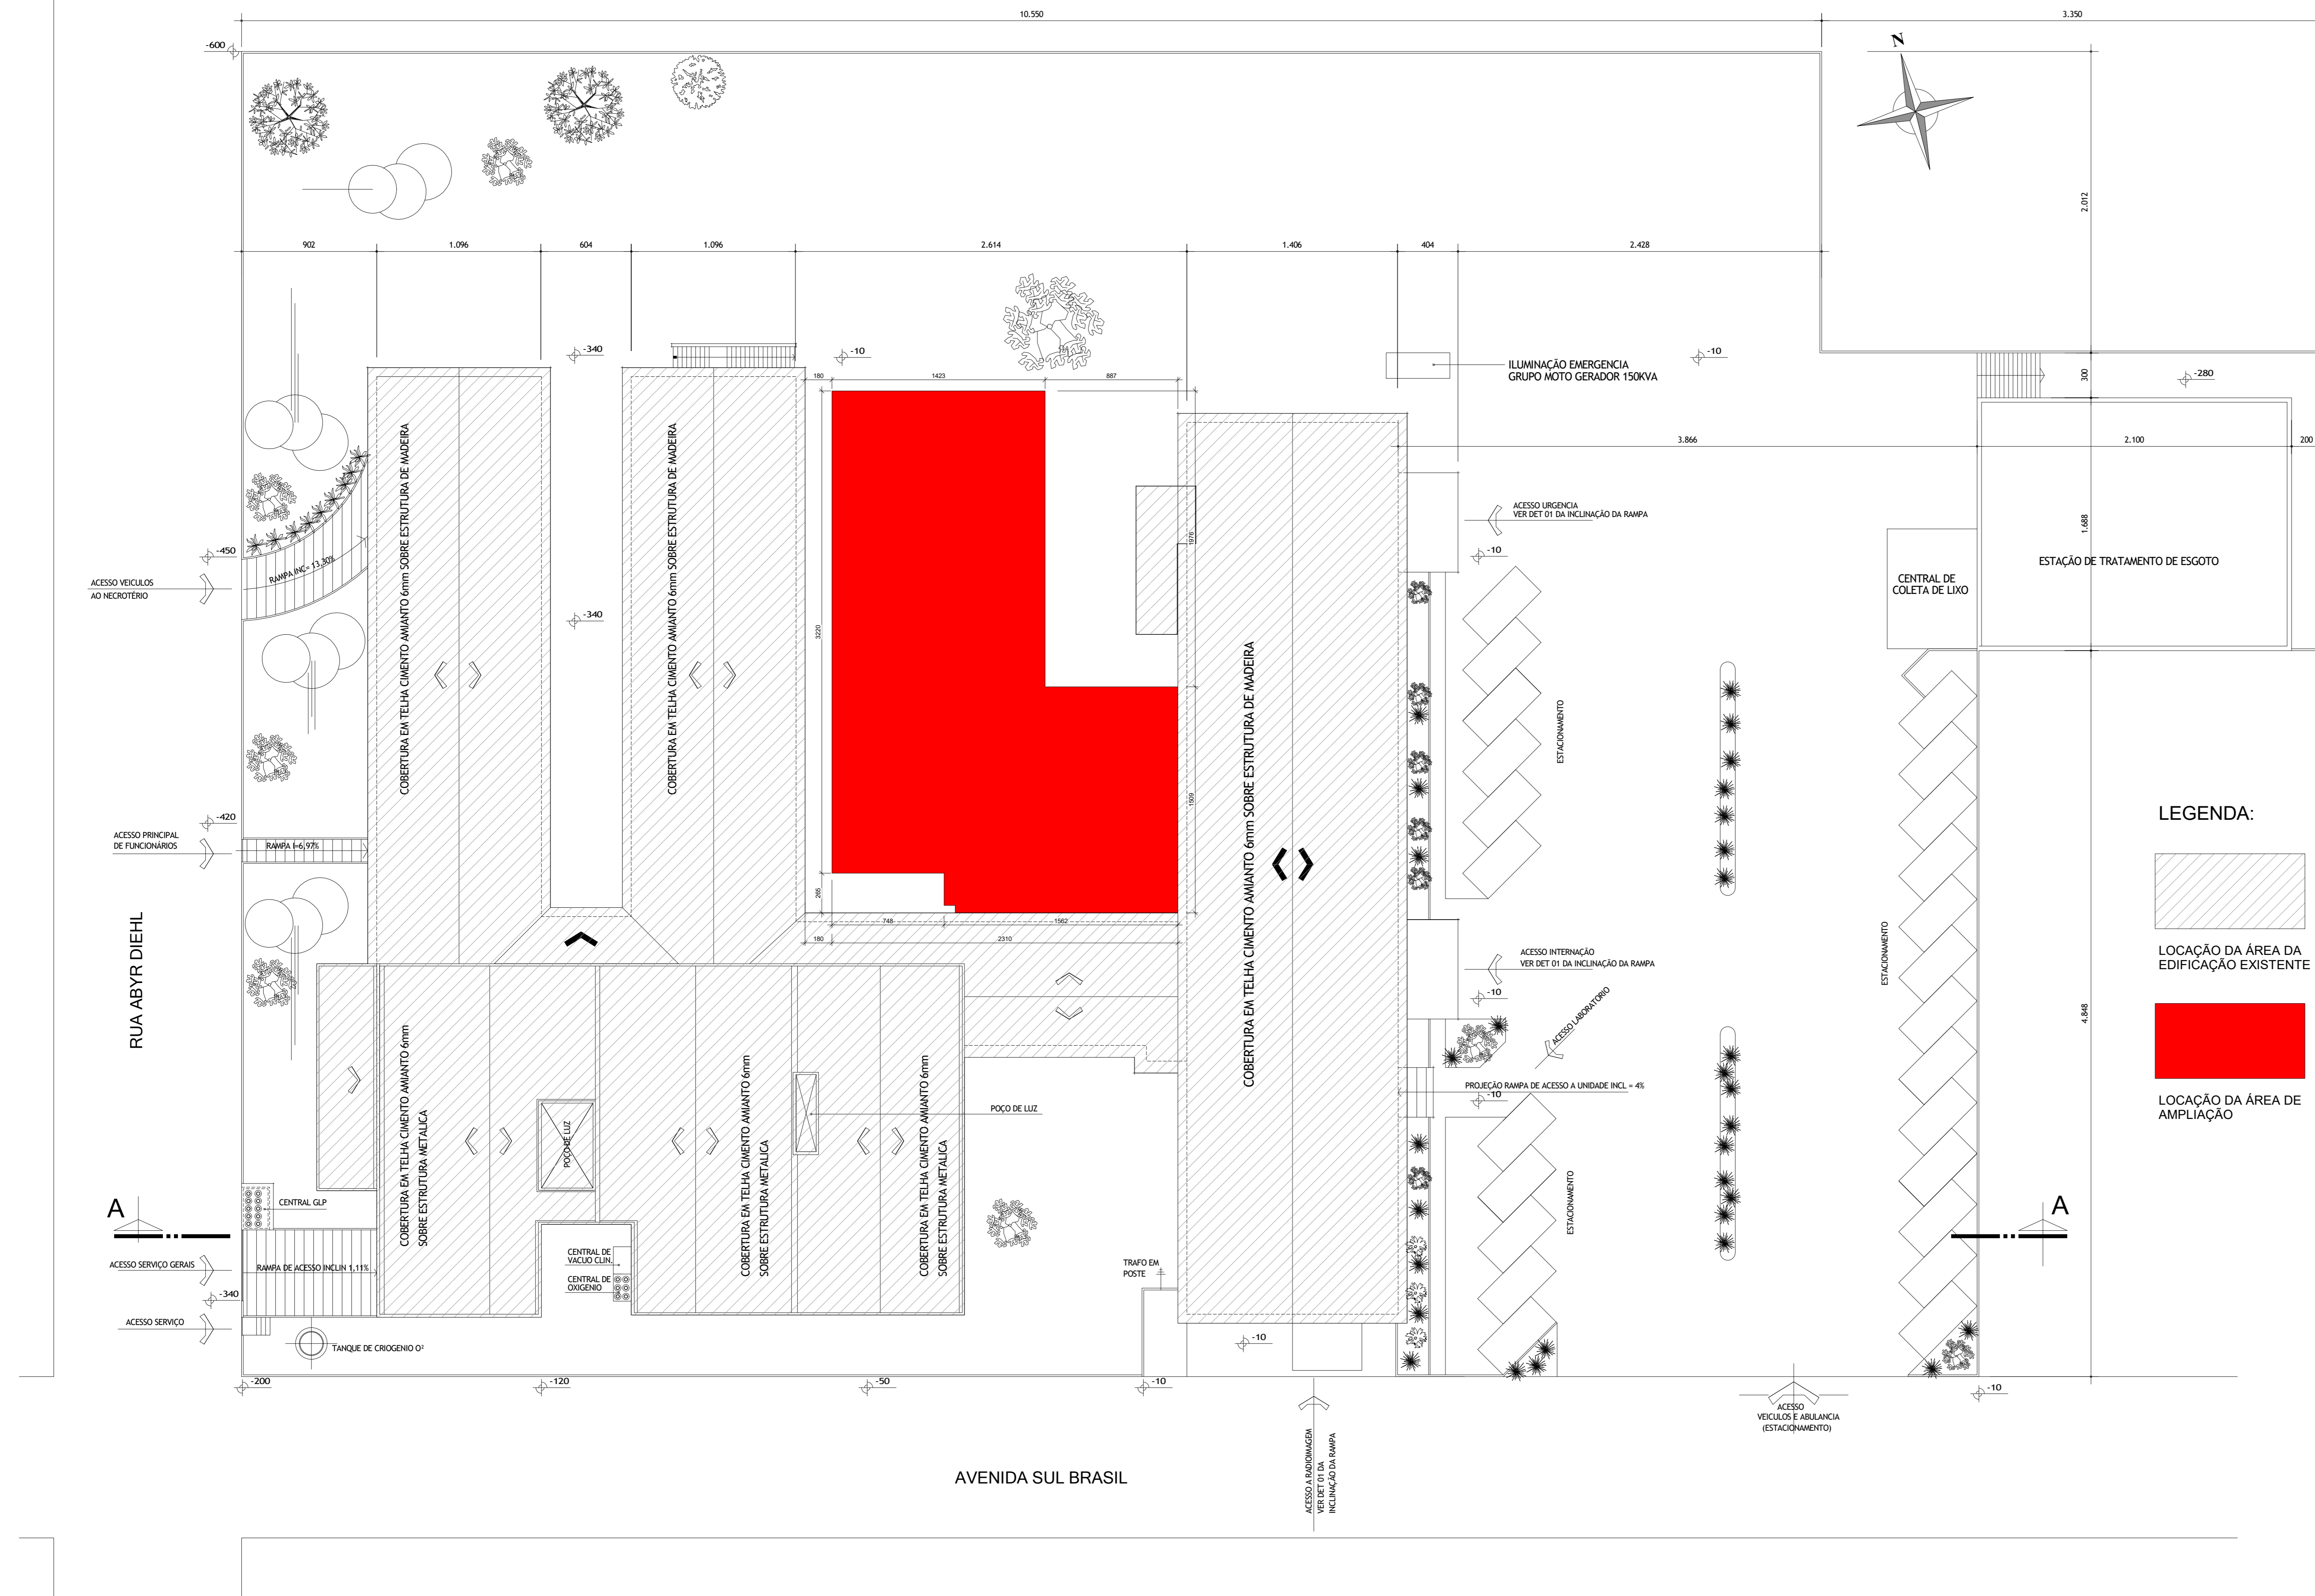 10.550
3.350
-600
N
2.012
902
1.096
604
1.096
2.614
1.406
404
2.428
-340
-10
-10
180
1423
887
ILUMINAÇÃO EMERGENCIA
GRUPO MOTO GERADOR 150KVA
300
-280
3.866
2.100
200
COBERTURA EM TELHA CIMENTO AMIANTO 6mm SOBRE ESTRUTURA DE MADEIRA
COBERTURA EM TELHA CIMENTO AMIANTO 6mm SOBRE ESTRUTURA DE MADEIRA
COBERTURA EM TELHA CIMENTO AMIANTO 6mm SOBRE ESTRUTURA DE MADEIRA
ACESSO URGENCIA
VER DET 01 DA INCLINAÇÃO DA RAMPA
1976
1.688
-450
-10
RAMPA INC= 13,30%
ACESSO VEICULOS
AO NECROTÉRIO
ESTAÇÃO DE TRATAMENTO DE ESGOTO
CENTRAL DE
COLETA DE LIXO
-340
3220
ESTACIONAMENTO
1509
LEGENDA:
-420
ACESSO PRINCIPAL
DE FUNCIONÁRIOS
RAMPA I=6,97%
265
748
1562
180
2310
RUA ABYR DIEHL
ESTACIONAMENTO
ACESSO INTERNAÇÃO
VER DET 01 DA INCLINAÇÃO DA RAMPA
-10
LOCAÇÃO DA ÁREA DA
EDIFICAÇÃO EXISTENTE
4.848
ACESSO LABORATORIO
COBERTURA EM TELHA CIMENTO AMIANTO 6mm
SOBRE ESTRUTURA METALICA
COBERTURA EM TELHA CIMENTO AMIANTO 6mm
SOBRE ESTRUTURA METALICA
COBERTURA EM TELHA CIMENTO AMIANTO 6mm
SOBRE ESTRUTURA METALICA
PROJEÇÃO RAMPA DE ACESSO A UNIDADE INCL = 4%
-10
POÇO DE LUZ
POÇO DE LUZ
LOCAÇÃO DA ÁREA DE
AMPLIAÇÃO
ESTACIONAMENTO
A
A
CENTRAL GLP
CENTRAL DE
VACUO CLIN.
CENTRAL DE
OXIGENIO
TRAFO EM
POSTE
ACESSO SERVIÇO GERAIS
RAMPA DE ACESSO INCLIN 1,11%
-340
ACESSO SERVIÇO
TANQUE DE CRIOGENIO O²
-10
-200
-120
-50
-10
-10
ACESSO
VEICULOS E ABULANCIA
(ESTACIONAMENTO)
ACESSO A RADIOIMAGEM
VER DET 01 DA
INCLINAÇÃO DA RAMPA
AVENIDA SUL BRASIL